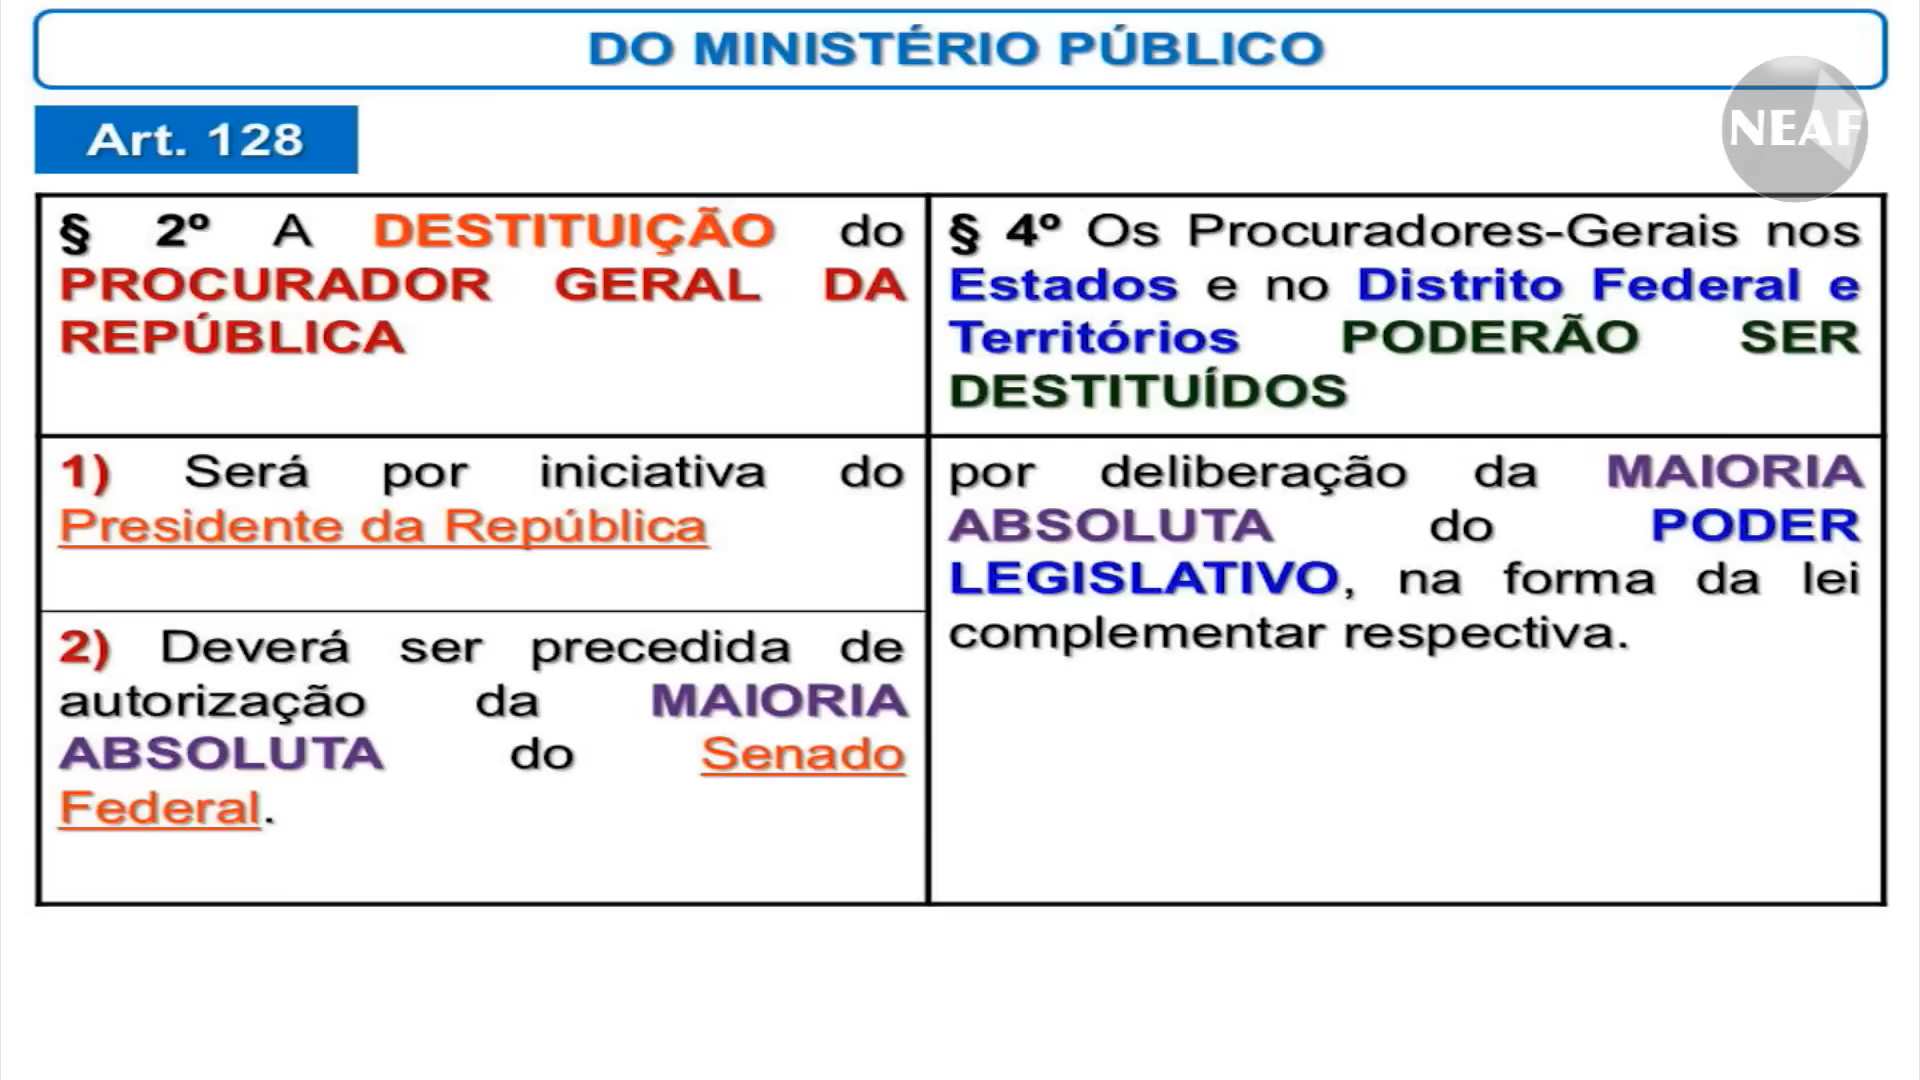 DO MINISTÉRIO PÚBLICO
NEAF
Art. 128
§ 2º A DESTITUIÇÃO do
PROCURADOR GERAL DA
REPÚBLICA
§ 4º Os Procuradores-Gerais nos
Estados e no Distrito Federal e
Territórios PODERÃO SER
DESTITUÍDOS
1) Será por iniciativa do
Presidente da República
2) Deverá ser precedida de
autorização da MAIORIA
ABSOLUTA do Senado
Federal.
por deliberação da MAIORIA
ABSOLUTA do PODER
LEGISLATIVO, na forma da lei
complementar respectiva.